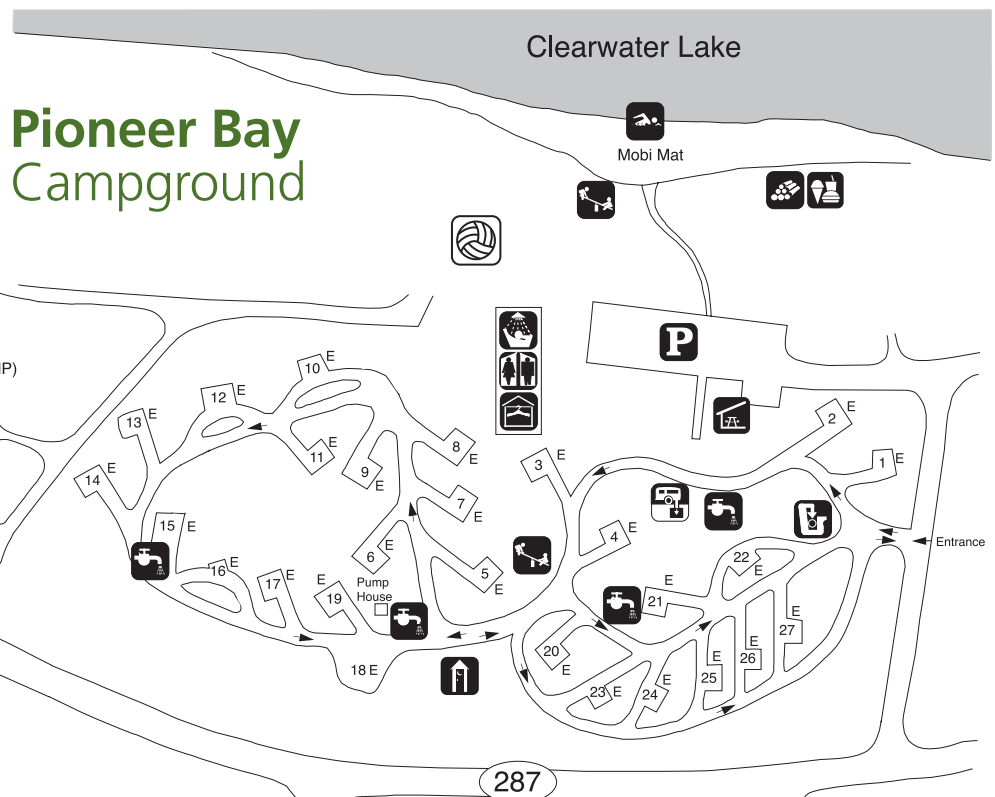 Clearwater Lake
Pioneer Bay
Campground
Mobi Mat
P
IP)
10 E
12 E
13 E
14 E
11 E
9 E
8 E
7 E
3 E
2 E
1 E
15 E
16 E
17 E
19 E
6 E
5 E
4 E
Entrance
Pump
House
22 E
21 E
18 E
20 E
23 E
24 E
25 E
26 E
27 E
287